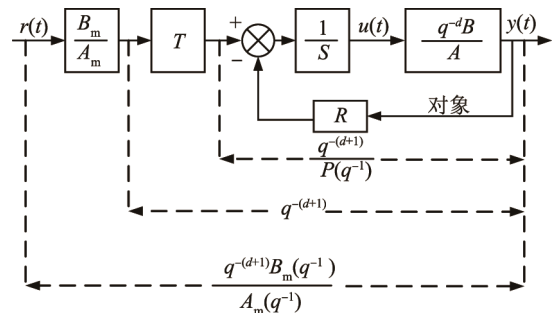 r(t)
B_m
A_m
T
+
−
1
S
u(t)
q^{-d}B
A
y(t)
R
对象
q^{-(d+1)}
P(q^{-1})
q^{-(d+1)}
q^{-(d+1)}B_m(q^{-1})
A_m(q^{-1})